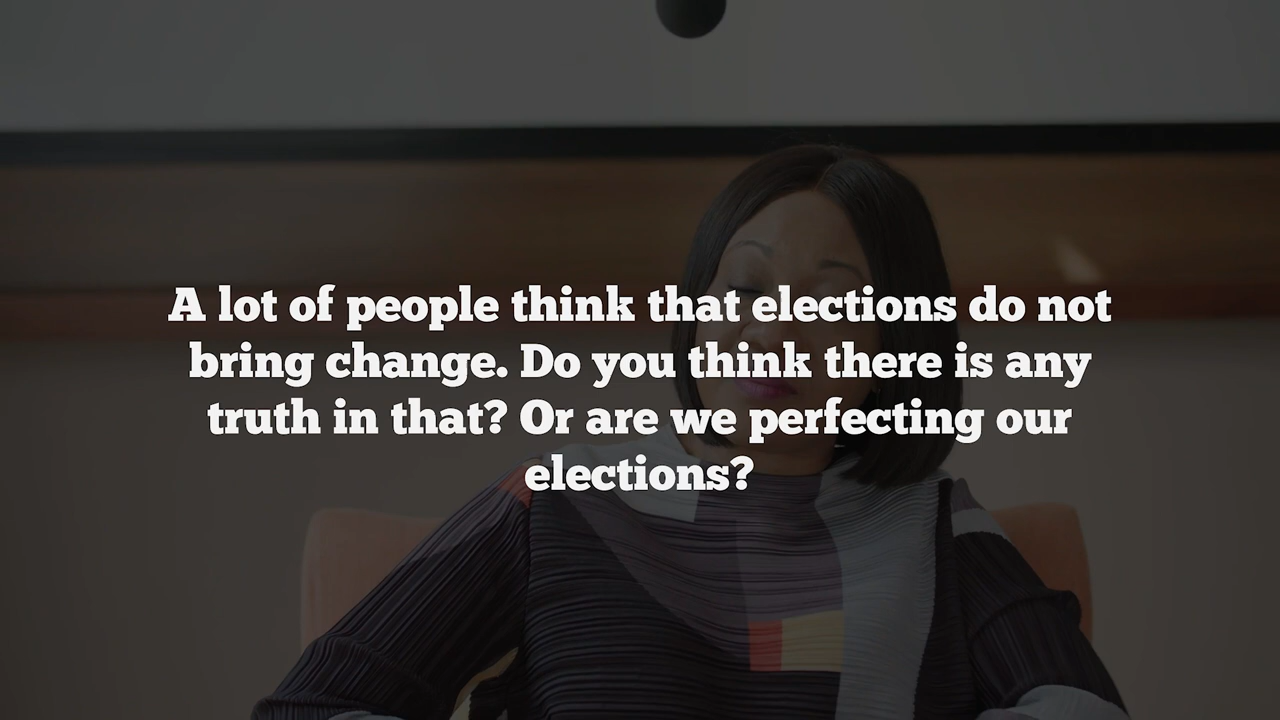 A lot of people think that elections do not
bring change. Do you think there is any
truth in that? Or are we perfecting our
elections?